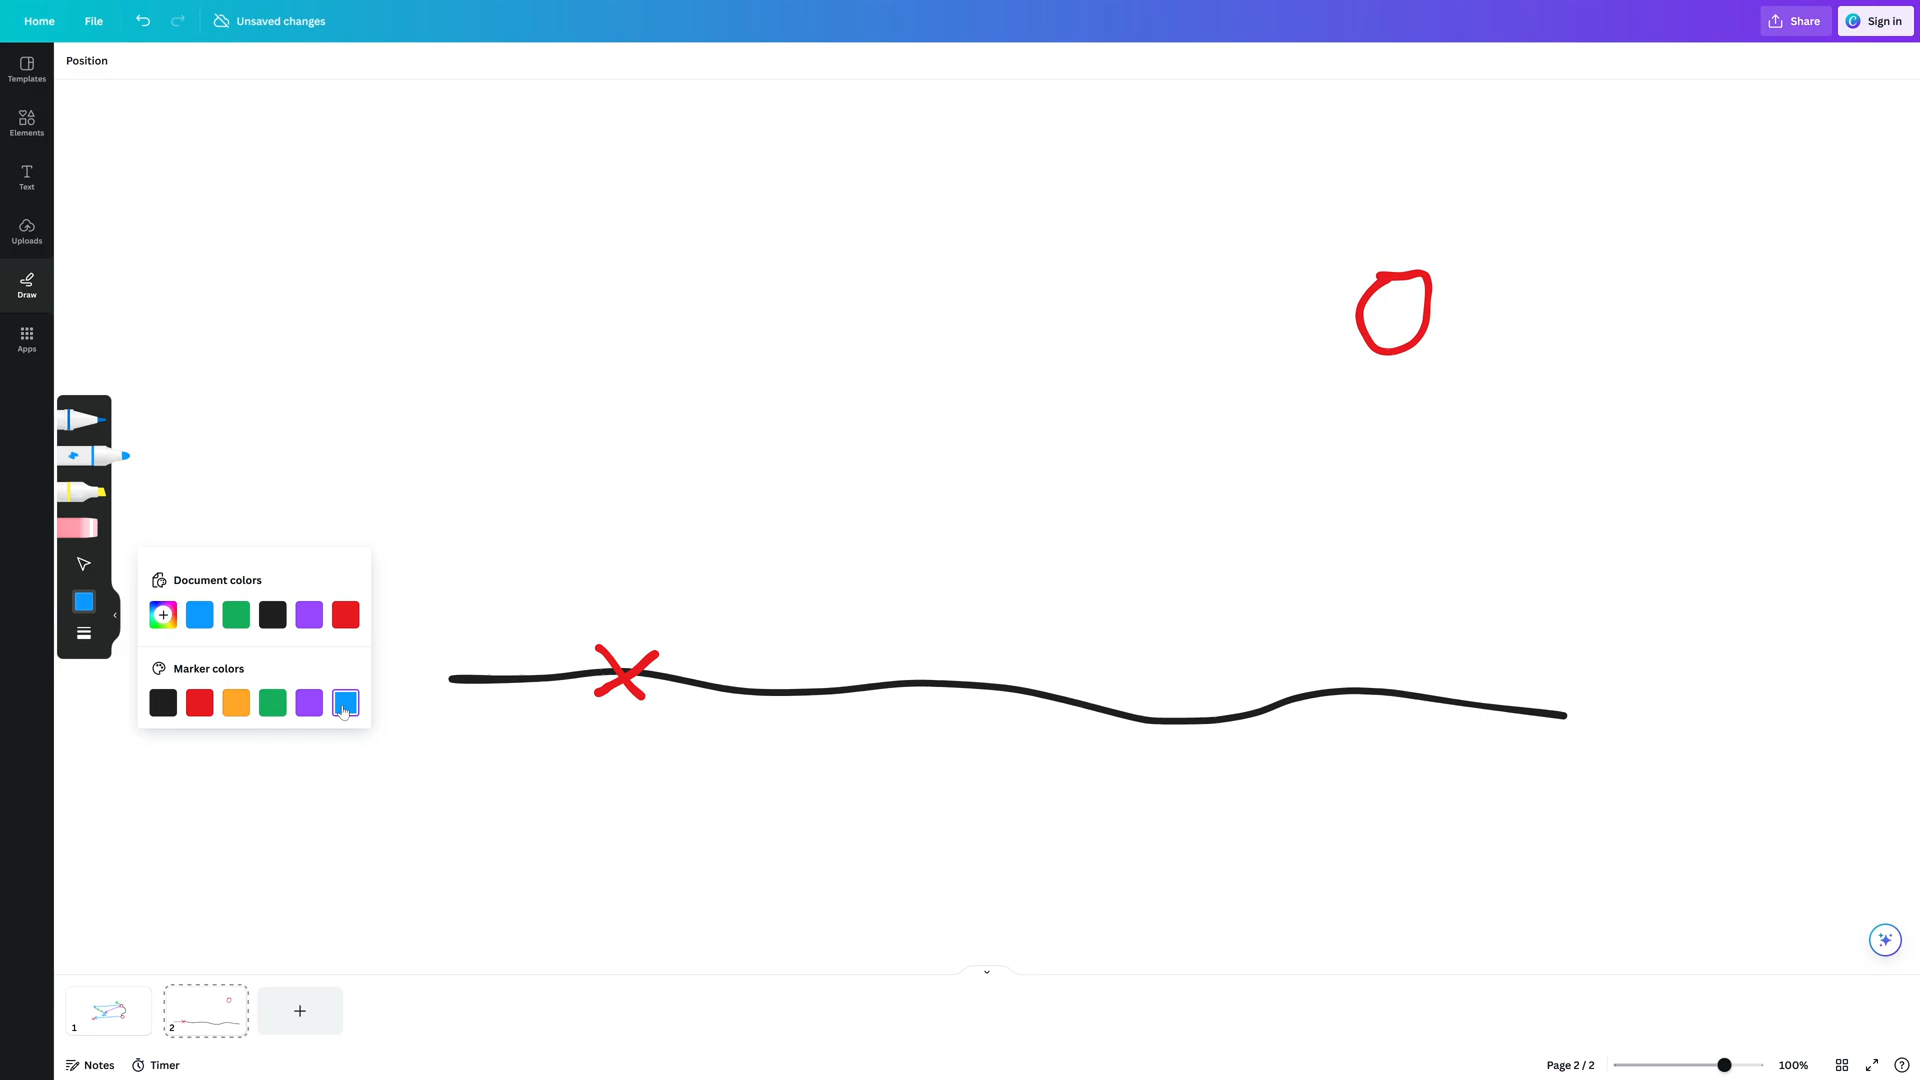 Home
File
Unsaved changes
Share
Sign in
Templates
Elements
Text
Uploads
Draw
Apps
Position
Document colors
Marker colors
1
2
Notes
Timer
Page 2 / 2
100%